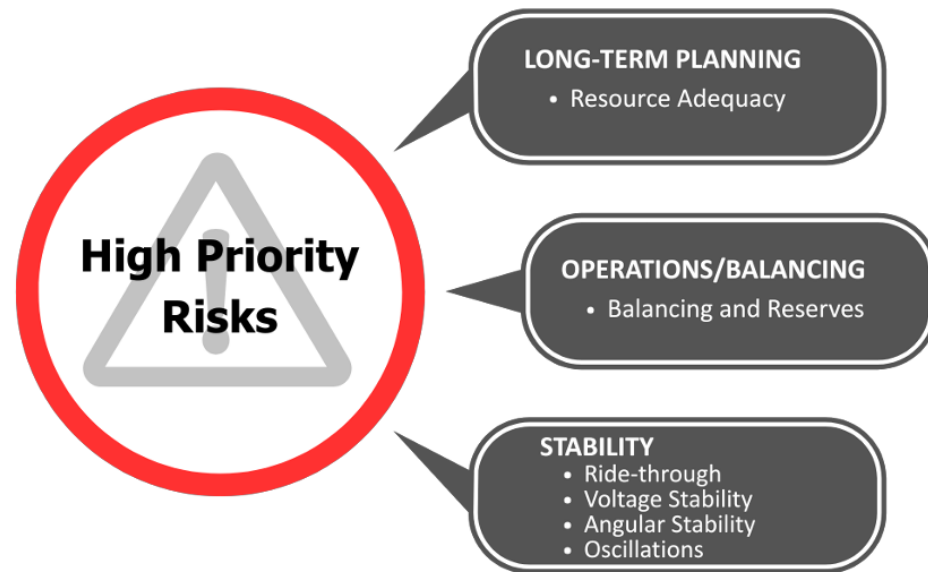 High Priority
Risks
LONG-TERM PLANNING
• Resource Adequacy
OPERATIONS/BALANCING
• Balancing and Reserves
STABILITY
• Ride-through
• Voltage Stability
• Angular Stability
• Oscillations